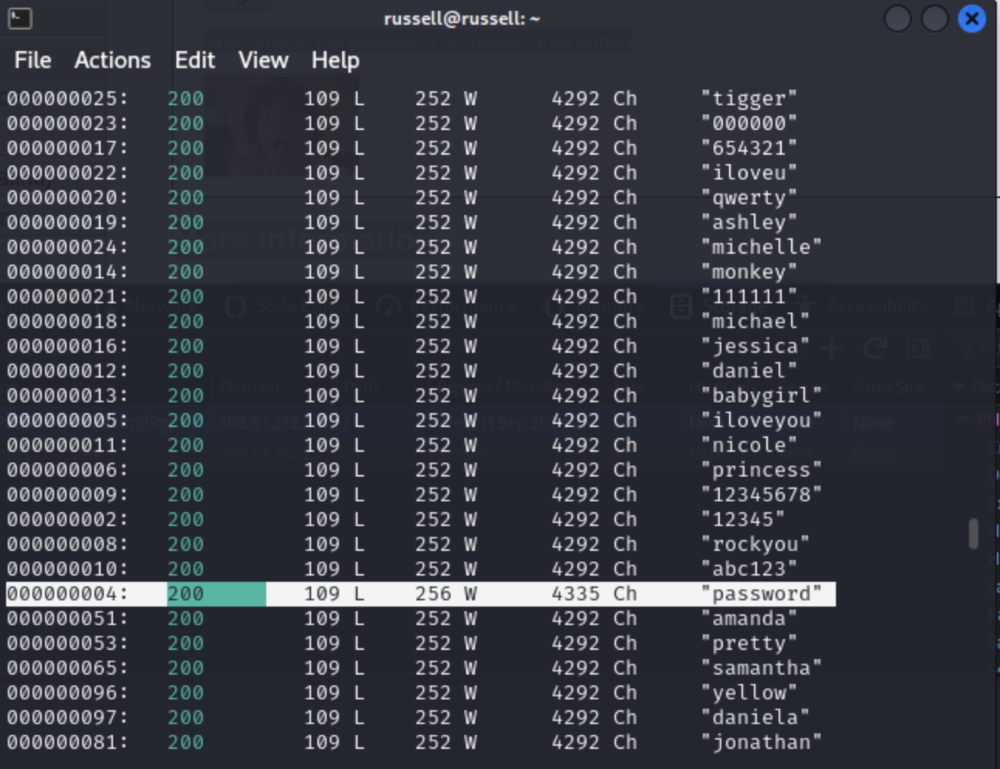 russell@russell: ~
File Actions Edit View Help
Welcome to the password protected area admin
000000025: 200 109 L 252 W 4292 Ch "tigger"
000000023: 200 109 L 252 W 4292 Ch "000000"
000000017: 200 109 L 252 W 4292 Ch "654321"
000000022: 200 109 L 252 W 4292 Ch "iloveu"
000000020: 200 109 L 252 W 4292 Ch "qwerty"
000000019: 200 109 L 252 W 4292 Ch "ashley"
000000024: 200 109 L 252 W 4292 Ch "michelle"
000000014: 200 109 L 252 W 4292 Ch "monkey"
000000021: 200 109 L 252 W 4292 Ch "111111"
000000018: 200 109 L 252 W 4292 Ch "michael"
000000016: 200 109 L 252 W 4292 Ch "jessica"
000000012: 200 109 L 252 W 4292 Ch "daniel"
000000013: 200 109 L 252 W 4292 Ch "babygirl"
000000005: 200 109 L 252 W 4292 Ch "iloveyou"
000000011: 200 109 L 252 W 4292 Ch "nicole"
000000006: 200 109 L 252 W 4292 Ch "princess"
000000009: 200 109 L 252 W 4292 Ch "12345678"
000000002: 200 109 L 252 W 4292 Ch "12345"
000000008: 200 109 L 252 W 4292 Ch "rockyou"
000000010: 200 109 L 252 W 4292 Ch "abc123"
000000004: 200 109 L 256 W 4335 Ch "password"
000000051: 200 109 L 252 W 4292 Ch "amanda"
000000053: 200 109 L 252 W 4292 Ch "pretty"
000000065: 200 109 L 252 W 4292 Ch "samantha"
000000096: 200 109 L 252 W 4292 Ch "yellow"
000000097: 200 109 L 252 W 4292 Ch "daniela"
000000081: 200 109 L 252 W 4292 Ch "jonathan"